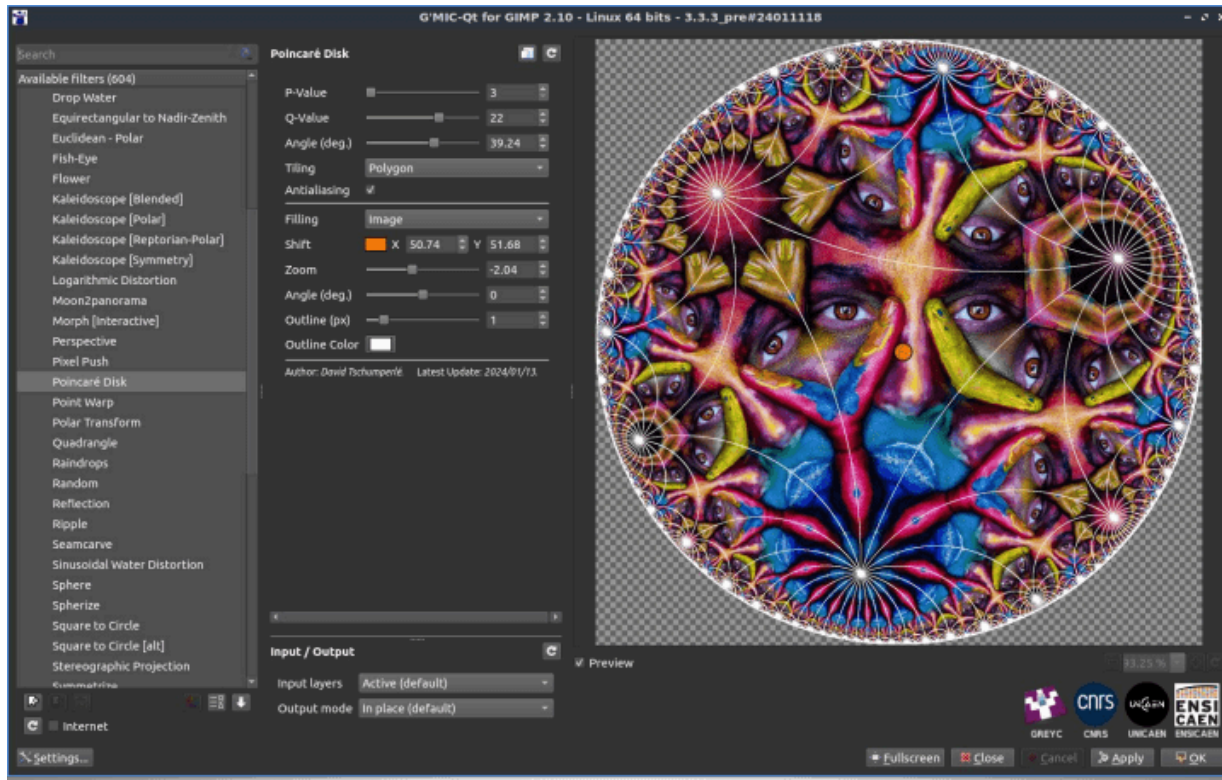 G'MIC-Qt for GIMP 2.10 - Linux 64 bits - 3.3.3_pre#24011118
Search
Available filters (604)
Drop Water
Equirectangular to Nadir-Zenith
Euclidean - Polar
Fish-Eye
Flower
Kaleidoscope [Blended]
Kaleidoscope [Polar]
Kaleidoscope [Reptorian-Polar]
Kaleidoscope [Symmetry]
Logarithmic Distortion
Moon2panorama
Morph [Interactive]
Perspective
Pixel Push
Poincaré Disk
Point Warp
Polar Transform
Quadrangle
Raindrops
Random
Reflection
Ripple
Seamcarve
Sinusoidal Water Distortion
Sphere
Spherize
Square to Circle
Square to Circle [alt]
Stereographic Projection
Symmetrize
Internet
Settings...
Poincaré Disk
P-Value 3
Q-Value 22
Angle (deg.) 39.24
Tiling Polygon
Antialiasing
Filling Image
Shift X 50.74 Y 51.68
Zoom -2.04
Angle (deg.) 0
Outline (px) 1
Outline Color
Author: David Tschumperlé. Latest Update: 2024/01/13.
Input / Output
Input layers Active (default)
Output mode In place (default)
Preview
GREYC
CNRS
CNRS
UNICAEN
UNICAEN
ENSI
CAEN
ENSICAEN
Fullscreen Close Cancel Apply OK